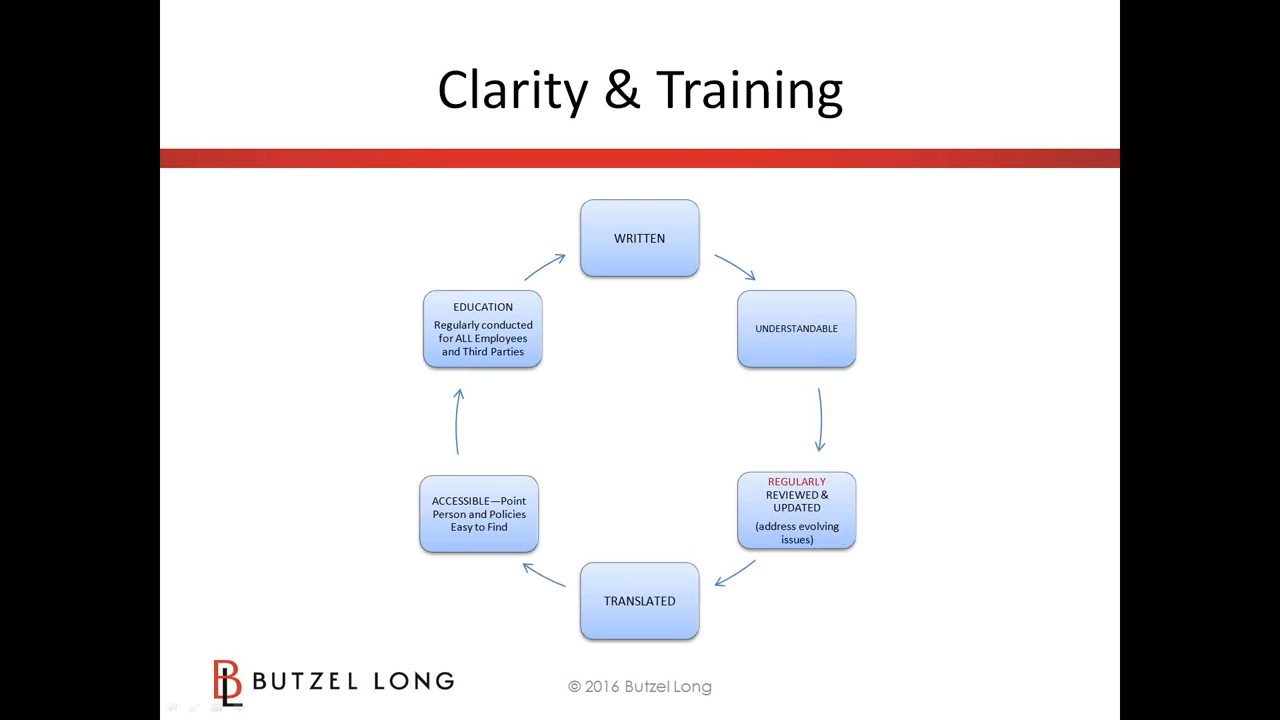 Clarity & Training
WRITTEN
UNDERSTANDABLE
REGULARLY
REVIEWED &
UPDATED
(address evolving
issues)
TRANSLATED
ACCESSIBLE—Point
Person and Policies
Easy to Find
EDUCATION
Regularly conducted
for ALL Employees
and Third Parties
BL BUTZEL LONG
© 2016 Butzel Long